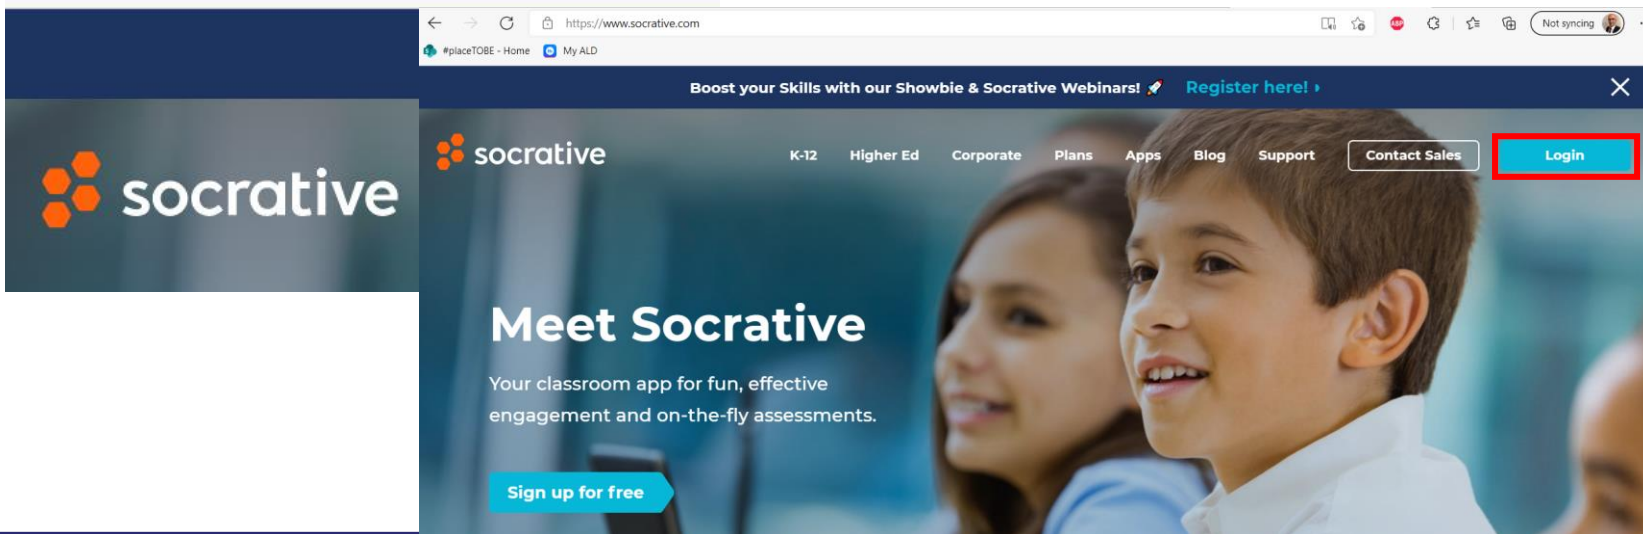 socrative
https://www.socrative.com
Not syncing
#placeTOBE - Home My ALD
Boost your Skills with our Showbie & Socrative Webinars! 🚀 Register here! ›
socrative K-12 Higher Ed Corporate Plans Apps Blog Support Contact Sales Login
Meet Socrative
Your classroom app for fun, effective
engagement and on-the-fly assessments.
Sign up for free